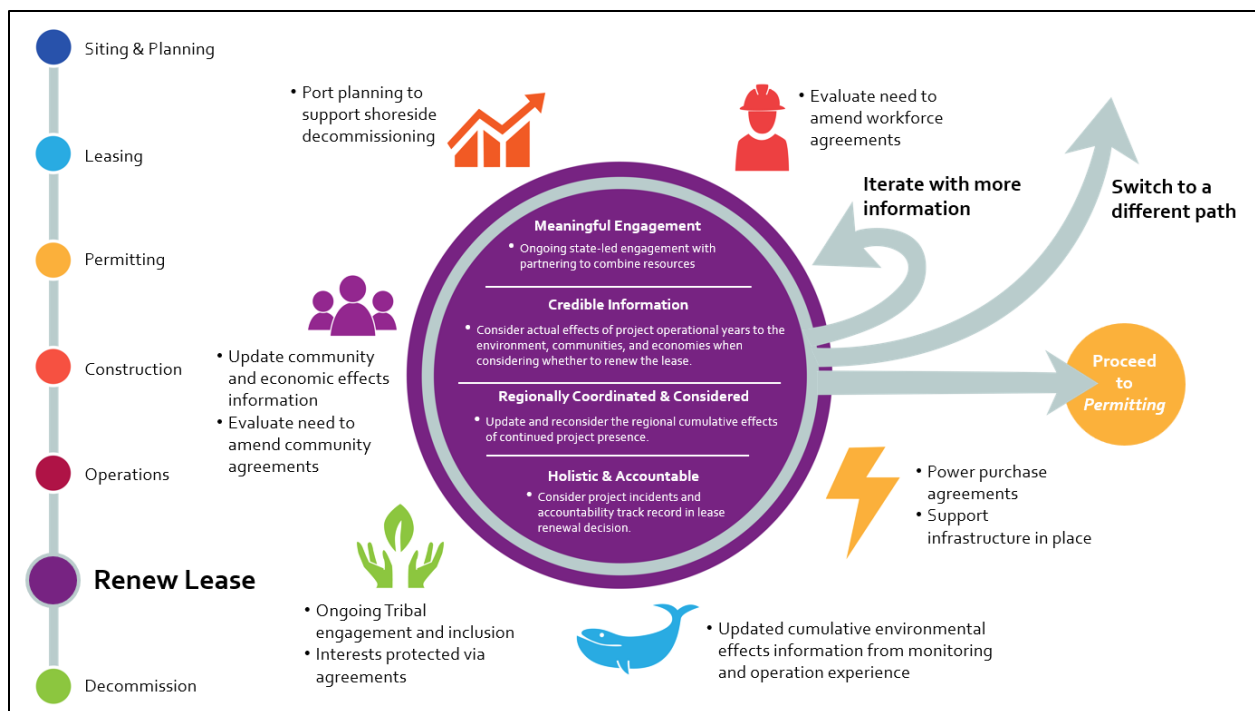 Siting & Planning
Leasing
Permitting
Construction
Operations
Renew Lease
Decommission
• Port planning to
support shoreside
decommissioning
• Evaluate need to
amend workforce
agreements
Iterate with more
information
Switch to a
different path
Meaningful Engagement
• Ongoing state-led engagement with
partnering to combine resources
Credible Information
• Consider actual effects of project operational years to the
environment, communities, and economies when
considering whether to renew the lease.
Regionally Coordinated & Considered
• Update and reconsider the regional cumulative effects
of continued project presence.
Holistic & Accountable
• Consider project incidents and
accountability track record in lease
renewal decision.
Proceed
to
Permitting
• Update community
and economic effects
information
• Evaluate need to
amend community
agreements
• Power purchase
agreements
• Support
infrastructure in place
• Ongoing Tribal
engagement and inclusion
• Interests protected via
agreements
• Updated cumulative environmental
effects information from monitoring
and operation experience